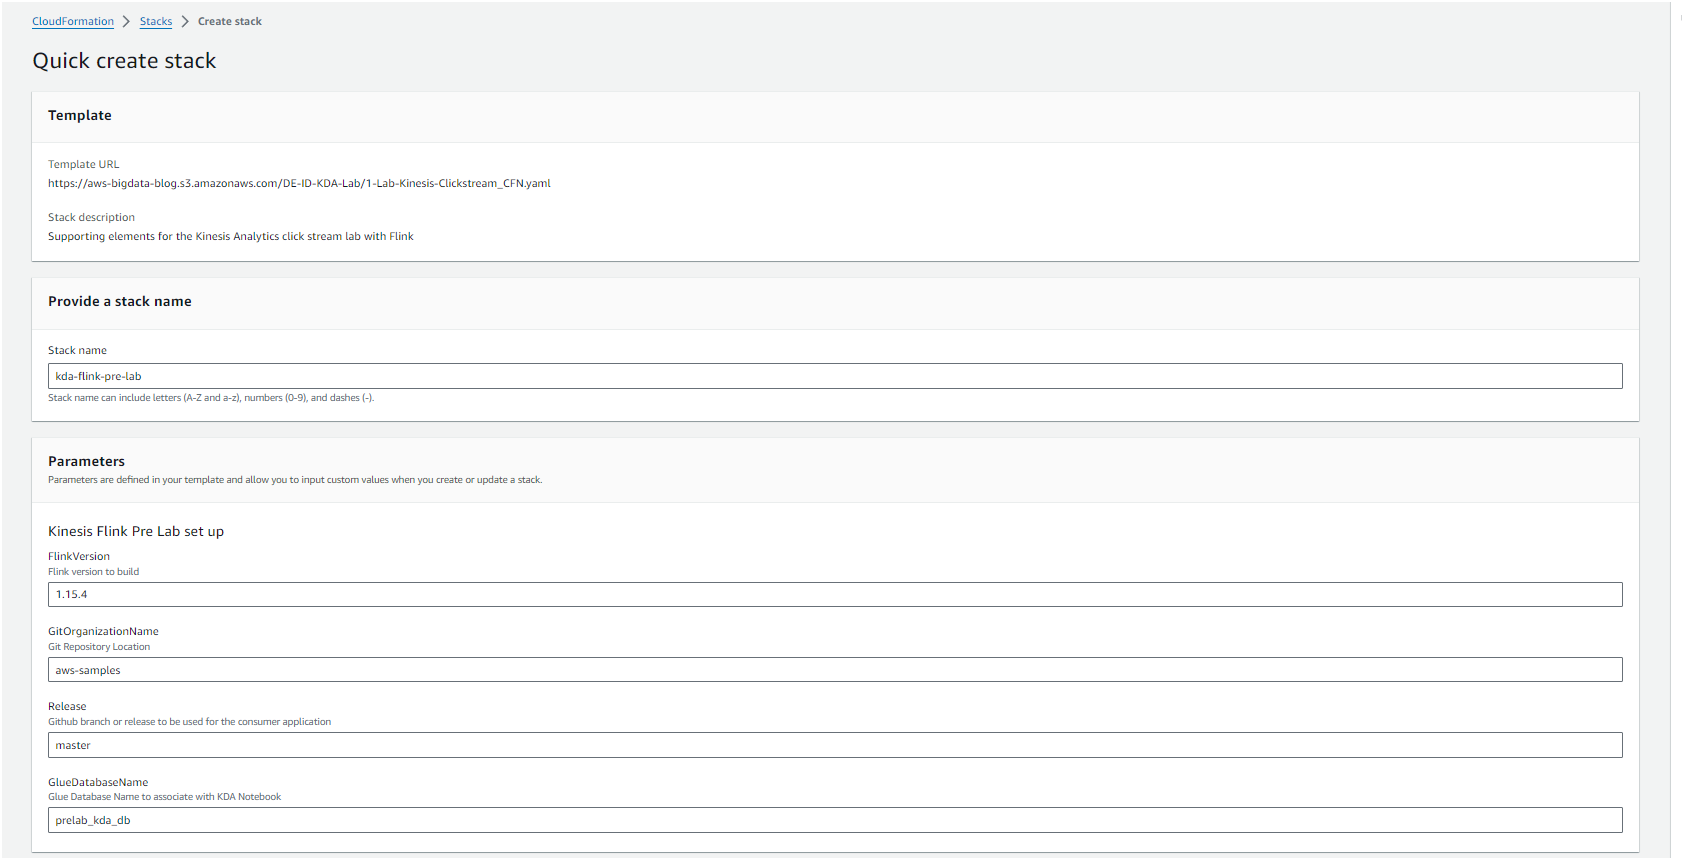 CloudFormation > Stacks > Create stack
Quick create stack
Template
Template URL
https://aws-bigdata-blog.s3.amazonaws.com/DE-ID-KDA-Lab/1-Lab-Kinesis-Clickstream_CFN.yaml
Stack description
Supporting elements for the Kinesis Analytics click stream lab with Flink
Provide a stack name
Stack name
kda-flink-pre-lab
Stack name can include letters (A-Z and a-z), numbers (0-9), and dashes (-).
Parameters
Parameters are defined in your template and allow you to input custom values when you create or update a stack.
Kinesis Flink Pre Lab set up
FlinkVersion
Flink version to build
1.15.4
GitOrganizationName
Git Repository Location
aws-samples
Release
Github branch or release to be used for the consumer application
master
GlueDatabaseName
Glue Database Name to associate with KDA Notebook
prelab_kda_db